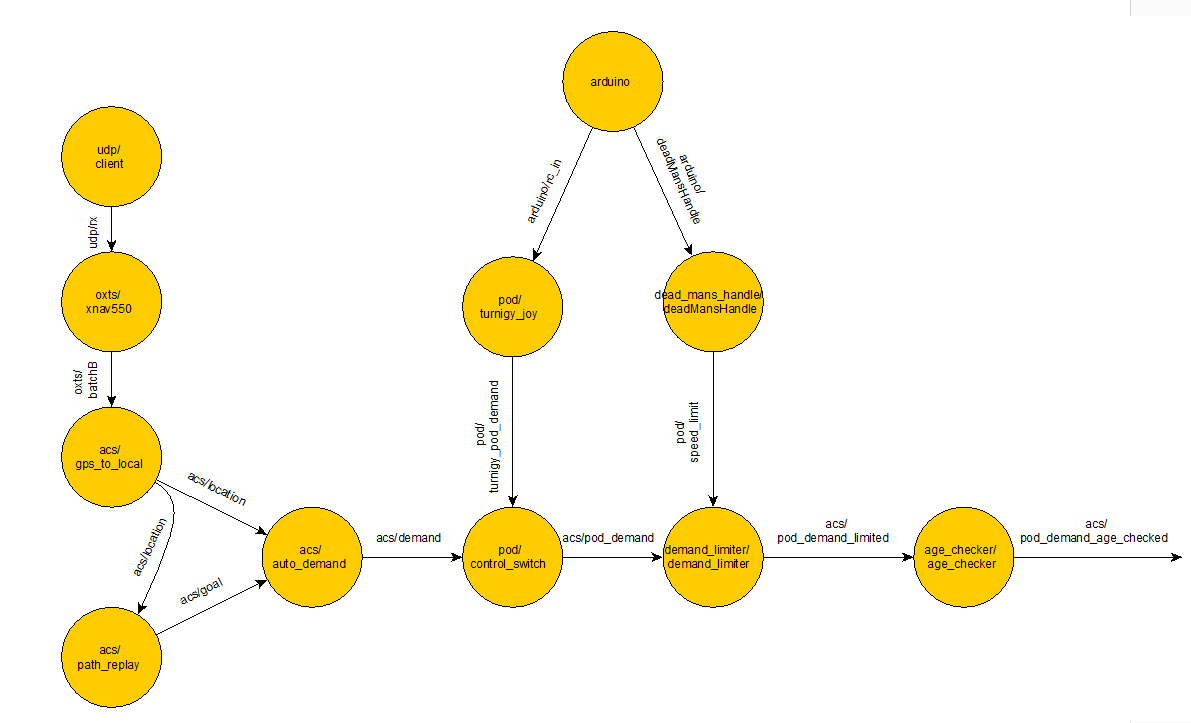 arduino
udp/
client
arduino/rc_in
arduino/
deadMansHandle
udp/rx
oxts/
xnav550
pod/
turnigy_joy
dead_mans_handle/
deadMansHandle
oxts/
batchB
pod/
turnigy_pod_demand
pod/
speed_limit
acs/
gps_to_local
acs/location
acs/location
acs/
auto_demand
acs/demand
pod/
control_switch
acs/pod_demand
demand_limiter/
demand_limiter
acs/
pod_demand_limited
age_checker/
age_checker
acs/
pod_demand_age_checked
acs/goal
acs/
path_replay